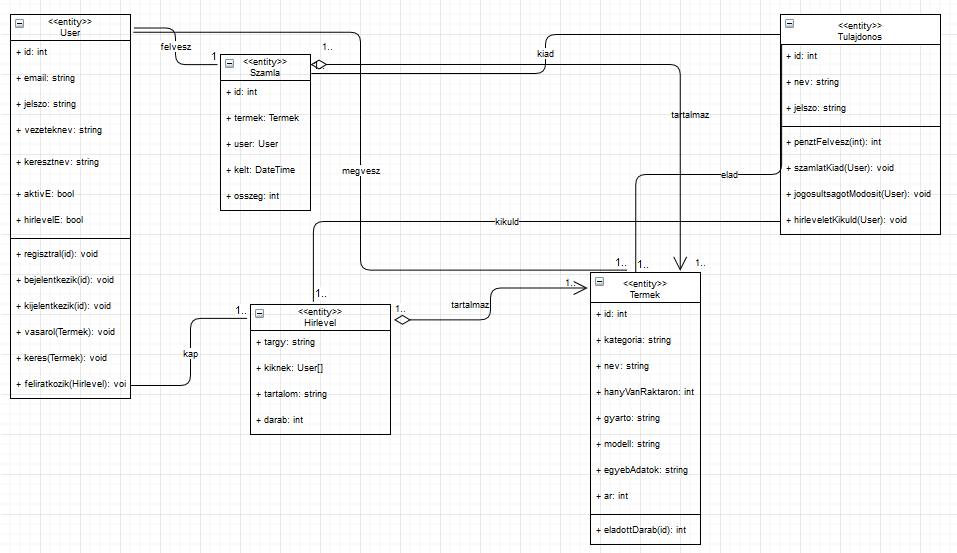 <<entity>>
User
+ id: int
+ email: string
+ jelszo: string
+ vezeteknev: string
+ keresztnev: string
+ aktivE: bool
+ hirlevelE: bool
+ regisztral(id): void
+ bejelentkezik(id): void
+ kijelentkezik(id): void
+ vasarol(Termek): void
+ keres(Termek): void
+ feliratkozik(Hirlevel): voi
felvesz
1
1..
<<entity>>
Szamla
+ id: int
+ termek: Termek
+ user: User
+ kelt: DateTime
+ osszeg: int
kiad
tartalmaz
megvesz
elad
kikuld
<<entity>>
Tulajdonos
+ id: int
+ nev: string
+ jelszo: string
+ penztFelvesz(int): int
+ szamlatKiad(User): void
+ jogosultsagotModosit(User): void
+ hirleveletKikuld(User): void
kap
1..
1..
<<entity>>
Hirlevel
+ targy: string
+ kiknek: User[]
+ tartalom: string
+ darab: int
1..
tartalmaz
1..
1..
1..
1..
<<entity>>
Termek
+ id: int
+ kategoria: string
+ nev: string
+ hanyVanRaktaron: int
+ gyarto: string
+ modell: string
+ egyebAdatok: string
+ ar: int
+ eladottDarab(id): int